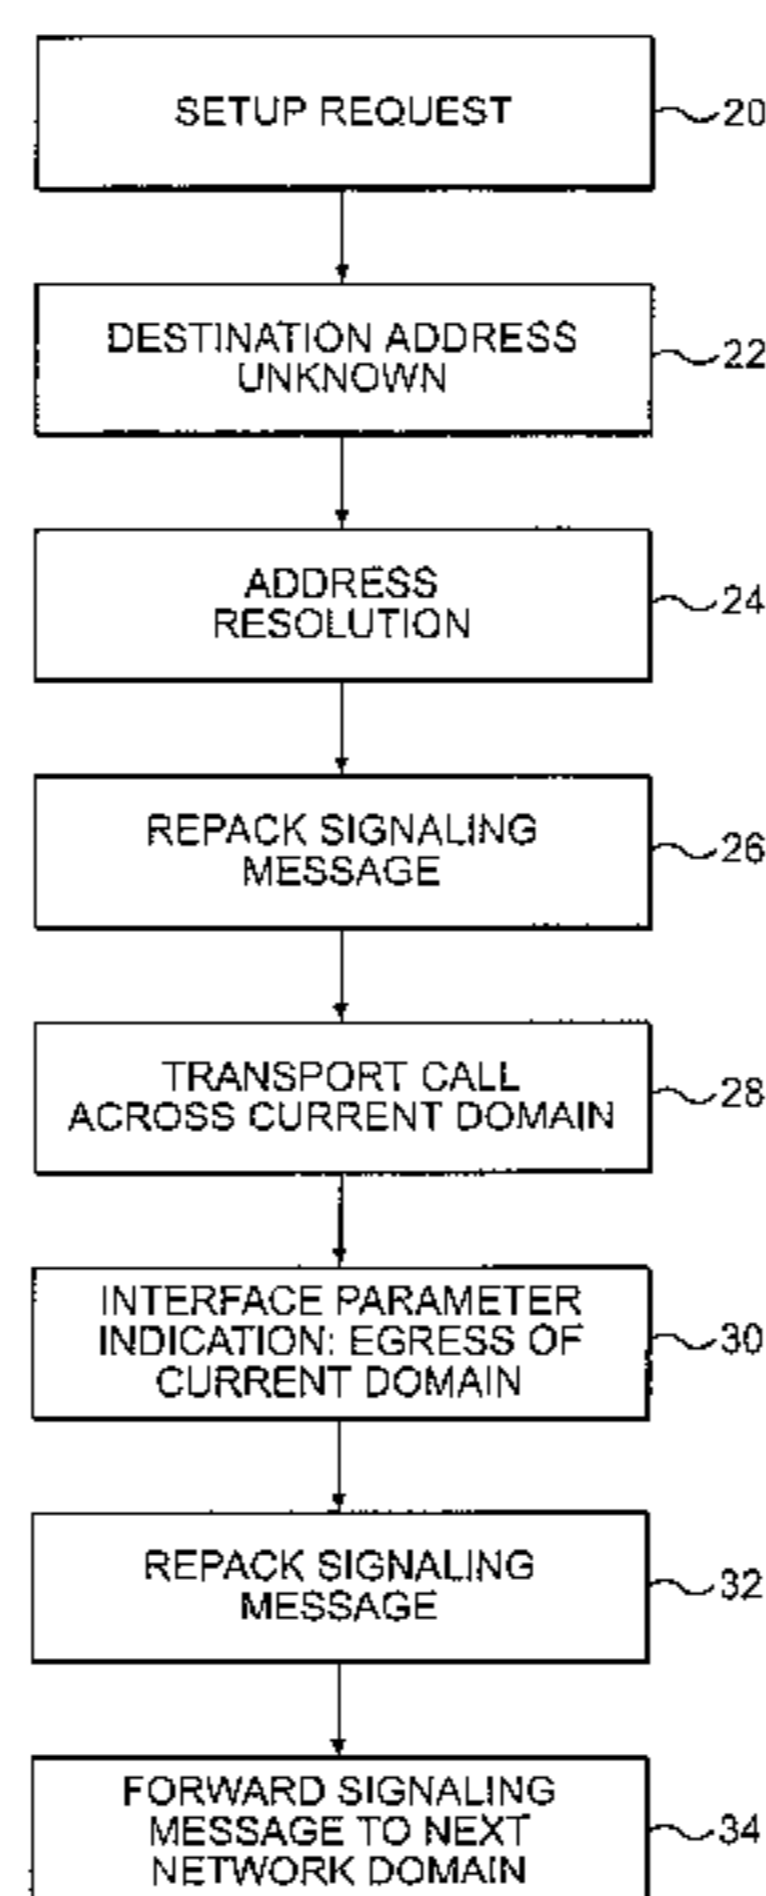 SETUP REQUEST
20
DESTINATION ADDRESS
UNKNOWN
22
ADDRESS
RESOLUTION
24
REPACK SIGNALING
MESSAGE
26
TRANSPORT CALL
ACROSS CURRENT DOMAIN
28
INTERFACE PARAMETER
INDICATION: EGRESS OF
CURRENT DOMAIN
30
REPACK SIGNALING
MESSAGE
32
FORWARD SIGNALING
MESSAGE TO NEXT
NETWORK DOMAIN
34